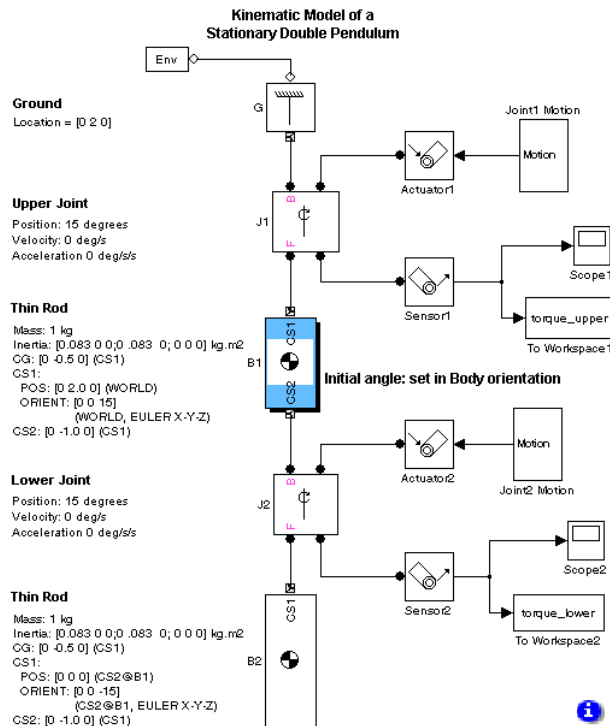 Kinematic Model of a
Stationary Double Pendulum
Env
Ground
Location = [0 2 0]
G
Joint1 Motion
Motion
Actuator1
Upper Joint
Position: 15 degrees
Velocity: 0 deg/s
Acceleration 0 deg/s/s
J1
B
F
Sensor1
Scope1
torque_upper
To Workspace1
Thin Rod
Mass: 1 kg
Inertia: [0.083 0 0;0 .083 0; 0 0 0] kg.m2
CG: [0 -0.5 0] (CS1)
CS1:
POS: [0 2.0 0] (WORLD)
ORIENT: [0 0 15]
(WORLD, EULER X-Y-Z)
CS2: [0 -1.0 0] (CS1)
B1
CS1
CS2
Initial angle: set in Body orientation
Motion
Joint2 Motion
Actuator2
Lower Joint
Position: 15 degrees
Velocity: 0 deg/s
Acceleration 0 deg/s/s
J2
B
F
Sensor2
Scope2
torque_lower
To Workspace2
Thin Rod
Mass: 1 kg
Inertia: [0.083 0 0;0 .083 0; 0 0 0] kg.m2
CG: [0 -0.5 0] (CS1)
CS1:
POS: [0 0 0] (CS2@B1)
ORIENT: [0 0 -15]
(CS2@B1, EULER X-Y-Z)
CS2: [0 -1.0 0] (CS1)
B2
CS1
i